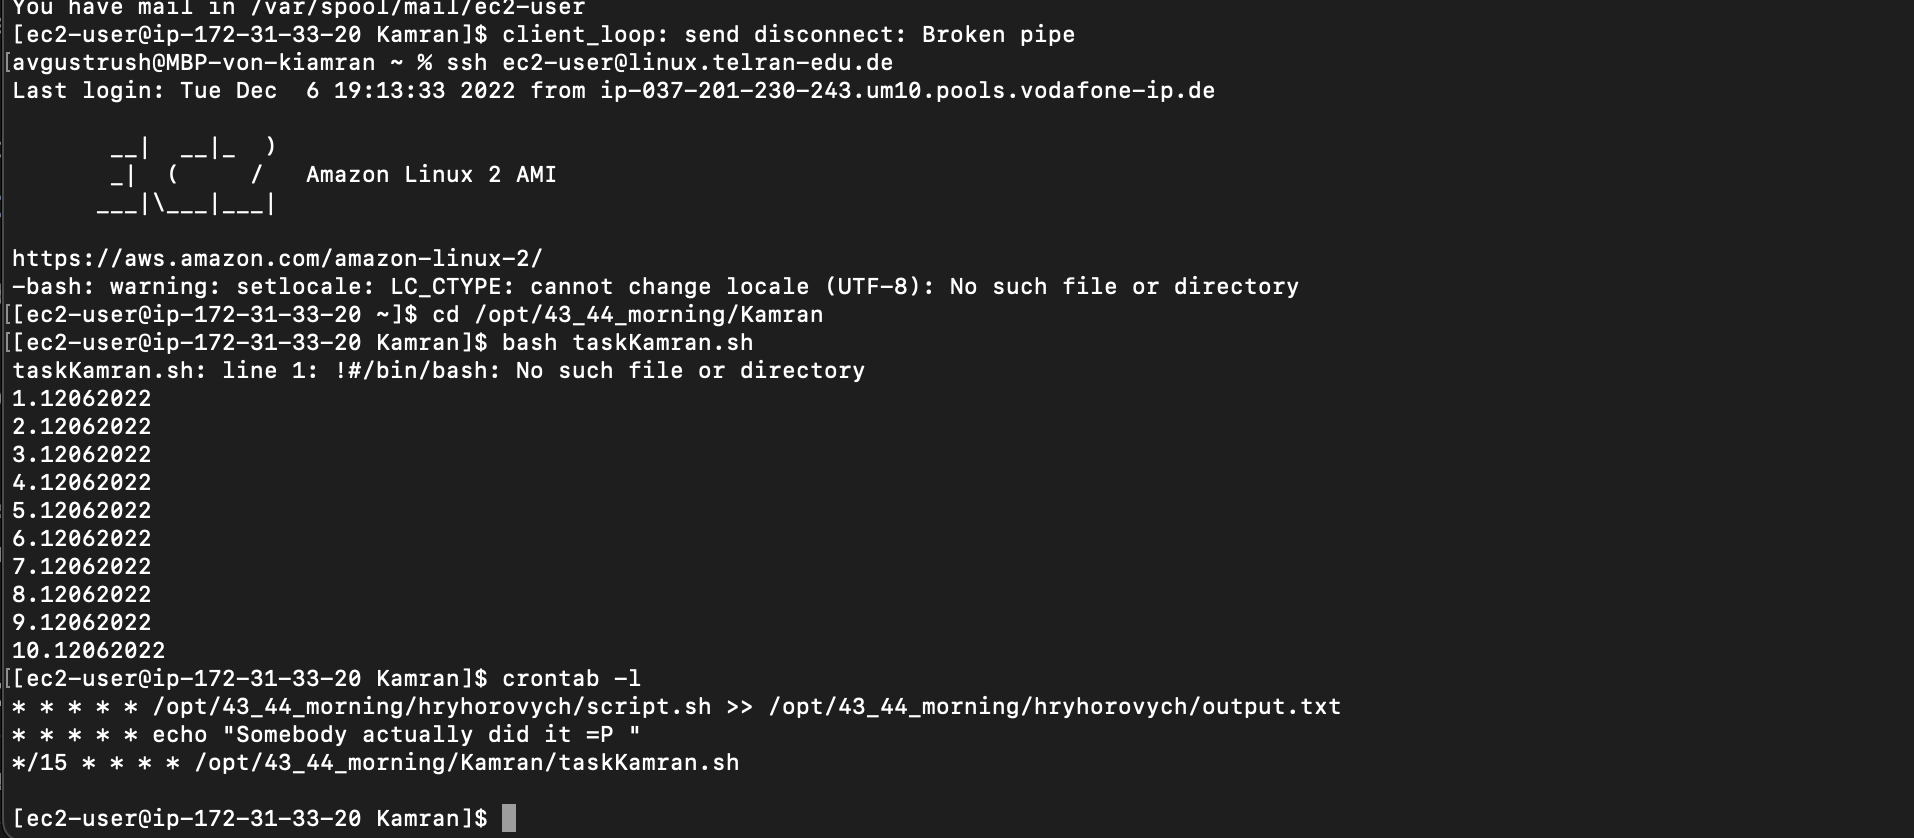 You have mail in /var/spool/mail/ec2-user
[ec2-user@ip-172-31-33-20 Kamran]$ client_loop: send disconnect: Broken pipe
[avgustrush@MBP-von-kiamran ~ % ssh ec2-user@linux.telran-edu.de
Last login: Tue Dec  6 19:13:33 2022 from ip-037-201-230-243.um10.pools.vodafone-ip.de

       __|  __|_  )
       _|  (     /   Amazon Linux 2 AMI
      ___|\___|___|

https://aws.amazon.com/amazon-linux-2/
-bash: warning: setlocale: LC_CTYPE: cannot change locale (UTF-8): No such file or directory
[[ec2-user@ip-172-31-33-20 ~]$ cd /opt/43_44_morning/Kamran
[[ec2-user@ip-172-31-33-20 Kamran]$ bash taskKamran.sh
taskKamran.sh: line 1: !#/bin/bash: No such file or directory
1.12062022
2.12062022
3.12062022
4.12062022
5.12062022
6.12062022
7.12062022
8.12062022
9.12062022
10.12062022
[[ec2-user@ip-172-31-33-20 Kamran]$ crontab -l
* * * * * /opt/43_44_morning/hryhorovych/script.sh >> /opt/43_44_morning/hryhorovych/output.txt
* * * * * echo "Somebody actually did it =P "
*/15 * * * * /opt/43_44_morning/Kamran/taskKamran.sh

[ec2-user@ip-172-31-33-20 Kamran]$